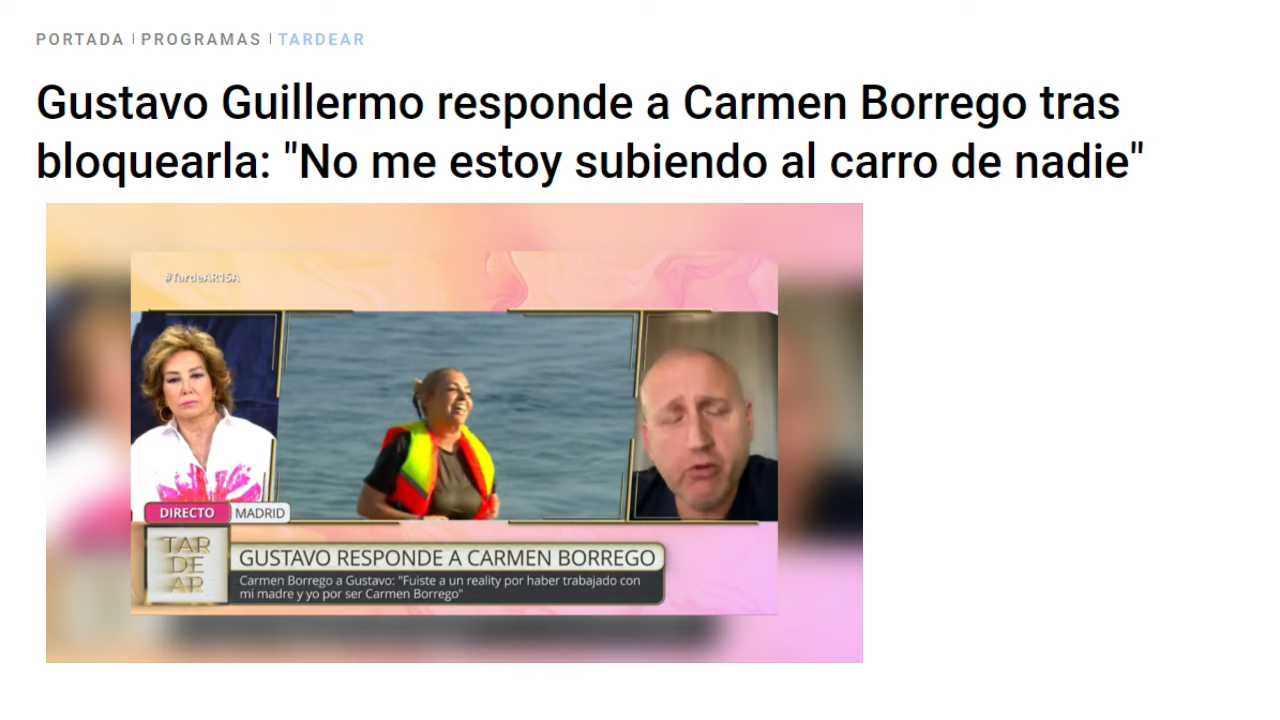 PORTADA | PROGRAMAS | TARDEAR
Gustavo Guillermo responde a Carmen Borrego tras
bloquearla: "No me estoy subiendo al carro de nadie"
#TardeAR15A
DIRECTO MADRID
TAR
DE
AR
GUSTAVO RESPONDE A CARMEN BORREGO
Carmen Borrego a Gustavo: "Fuiste a un reality por haber trabajado con
mi madre y yo por ser Carmen Borrego"